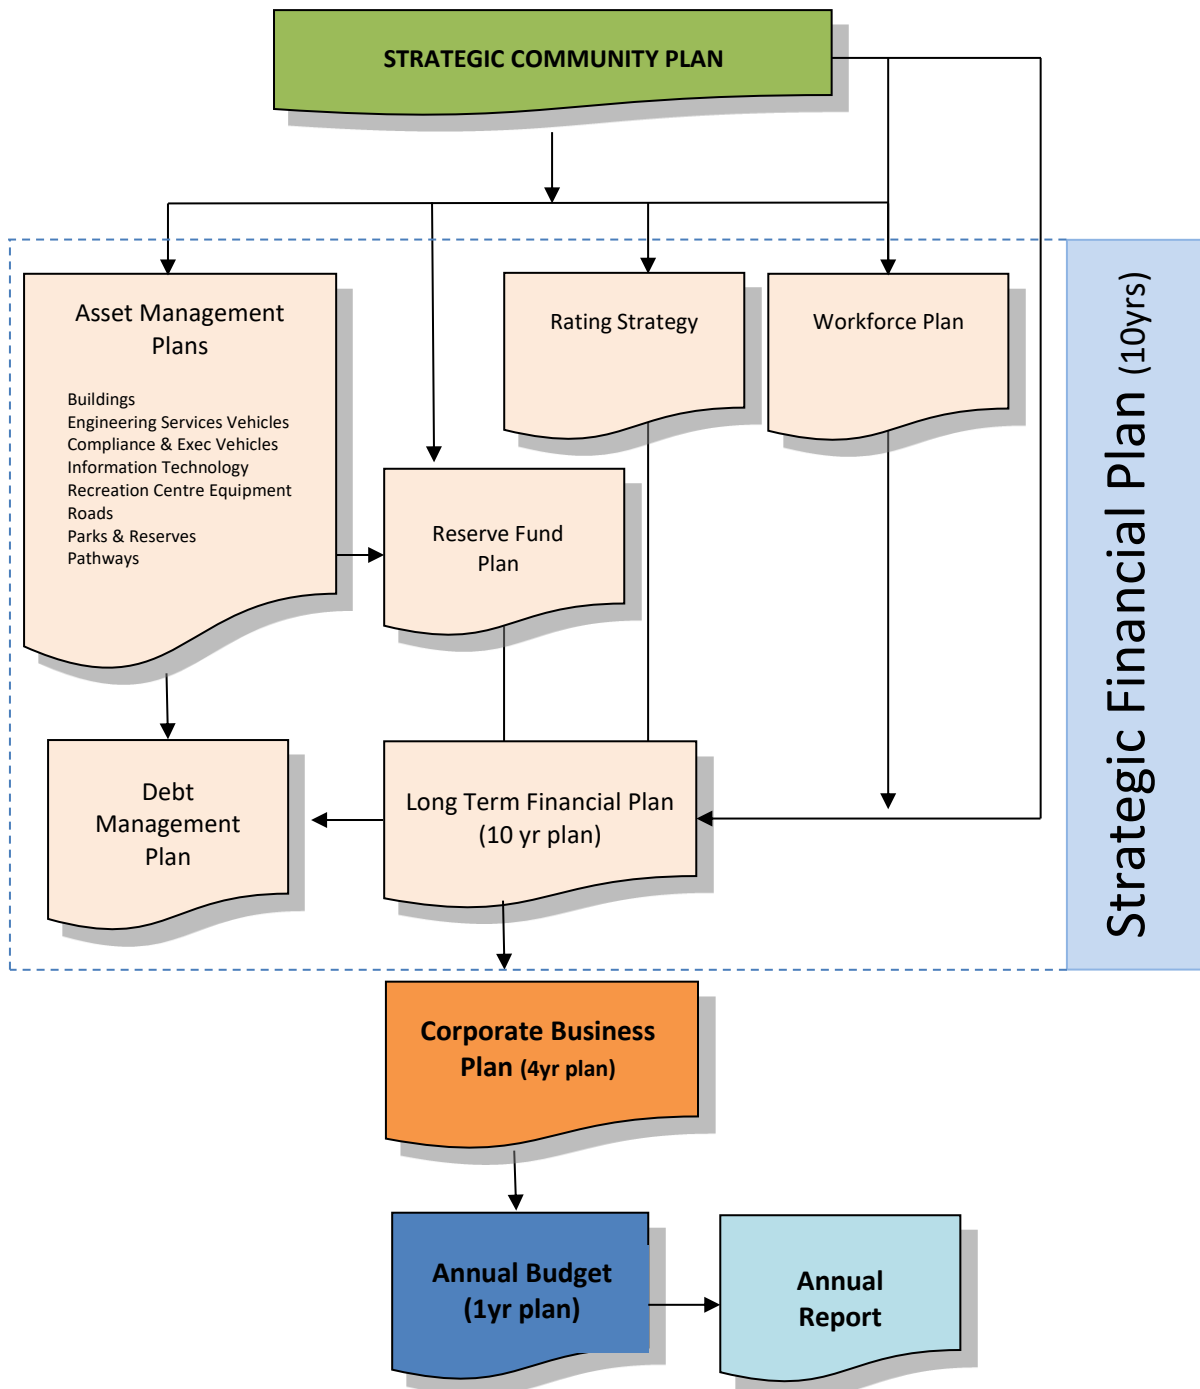 STRATEGIC COMMUNITY PLAN
Asset Management
Plans
Buildings
Engineering Services Vehicles
Compliance & Exec Vehicles
Information Technology
Recreation Centre Equipment
Roads
Parks & Reserves
Pathways
Rating Strategy
Workforce Plan
Reserve Fund
Plan
Debt
Management
Plan
Long Term Financial Plan
(10 yr plan)
Strategic Financial Plan (10yrs)
Corporate Business
Plan (4yr plan)
Annual Budget
(1yr plan)
Annual
Report